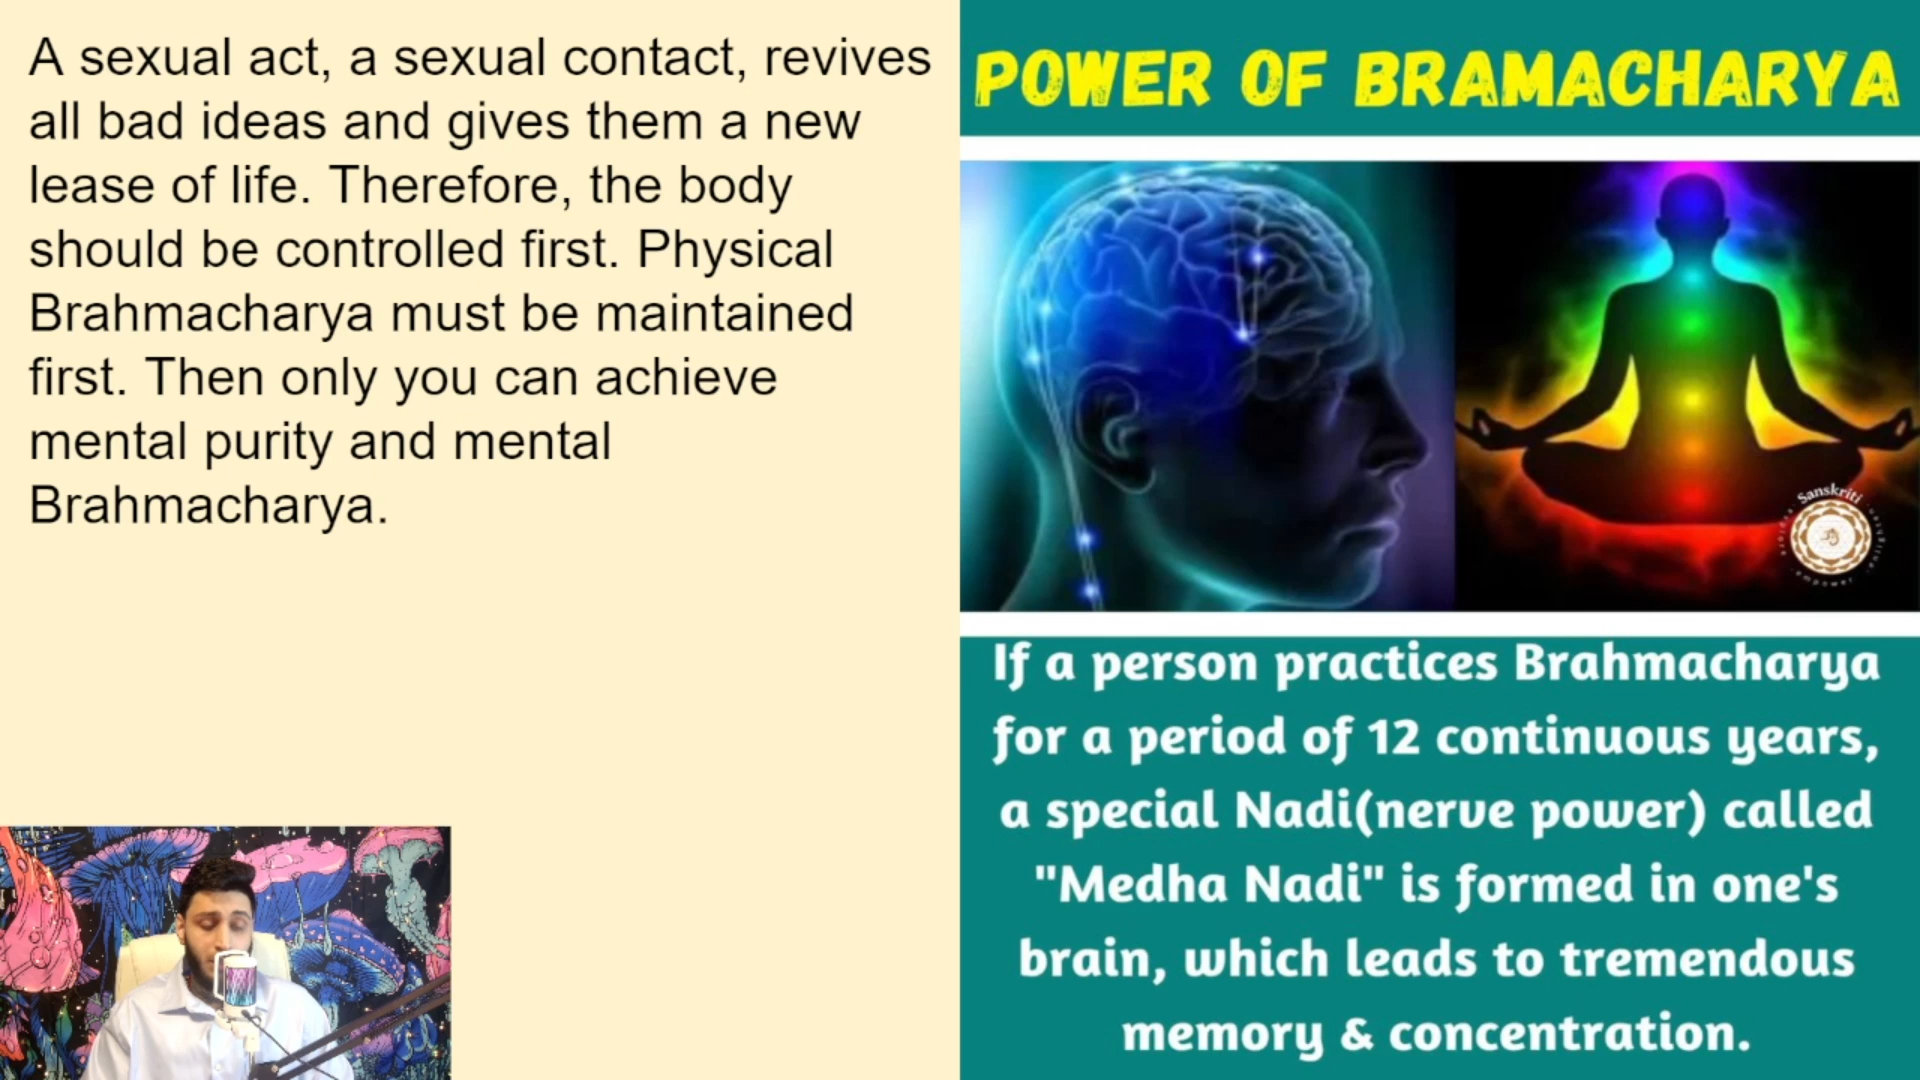 A sexual act, a sexual contact, revives
all bad ideas and gives them a new
lease of life. Therefore, the body
should be controlled first. Physical
Brahmacharya must be maintained
first. Then only you can achieve
mental purity and mental
Brahmacharya.
POWER OF BRAMACHARYA
Sanskriti
empower
If a person practices Brahmacharya
for a period of 12 continuous years,
a special Nadi(nerve power) called
"Medha Nadi" is formed in one's
brain, which leads to tremendous
memory & concentration.